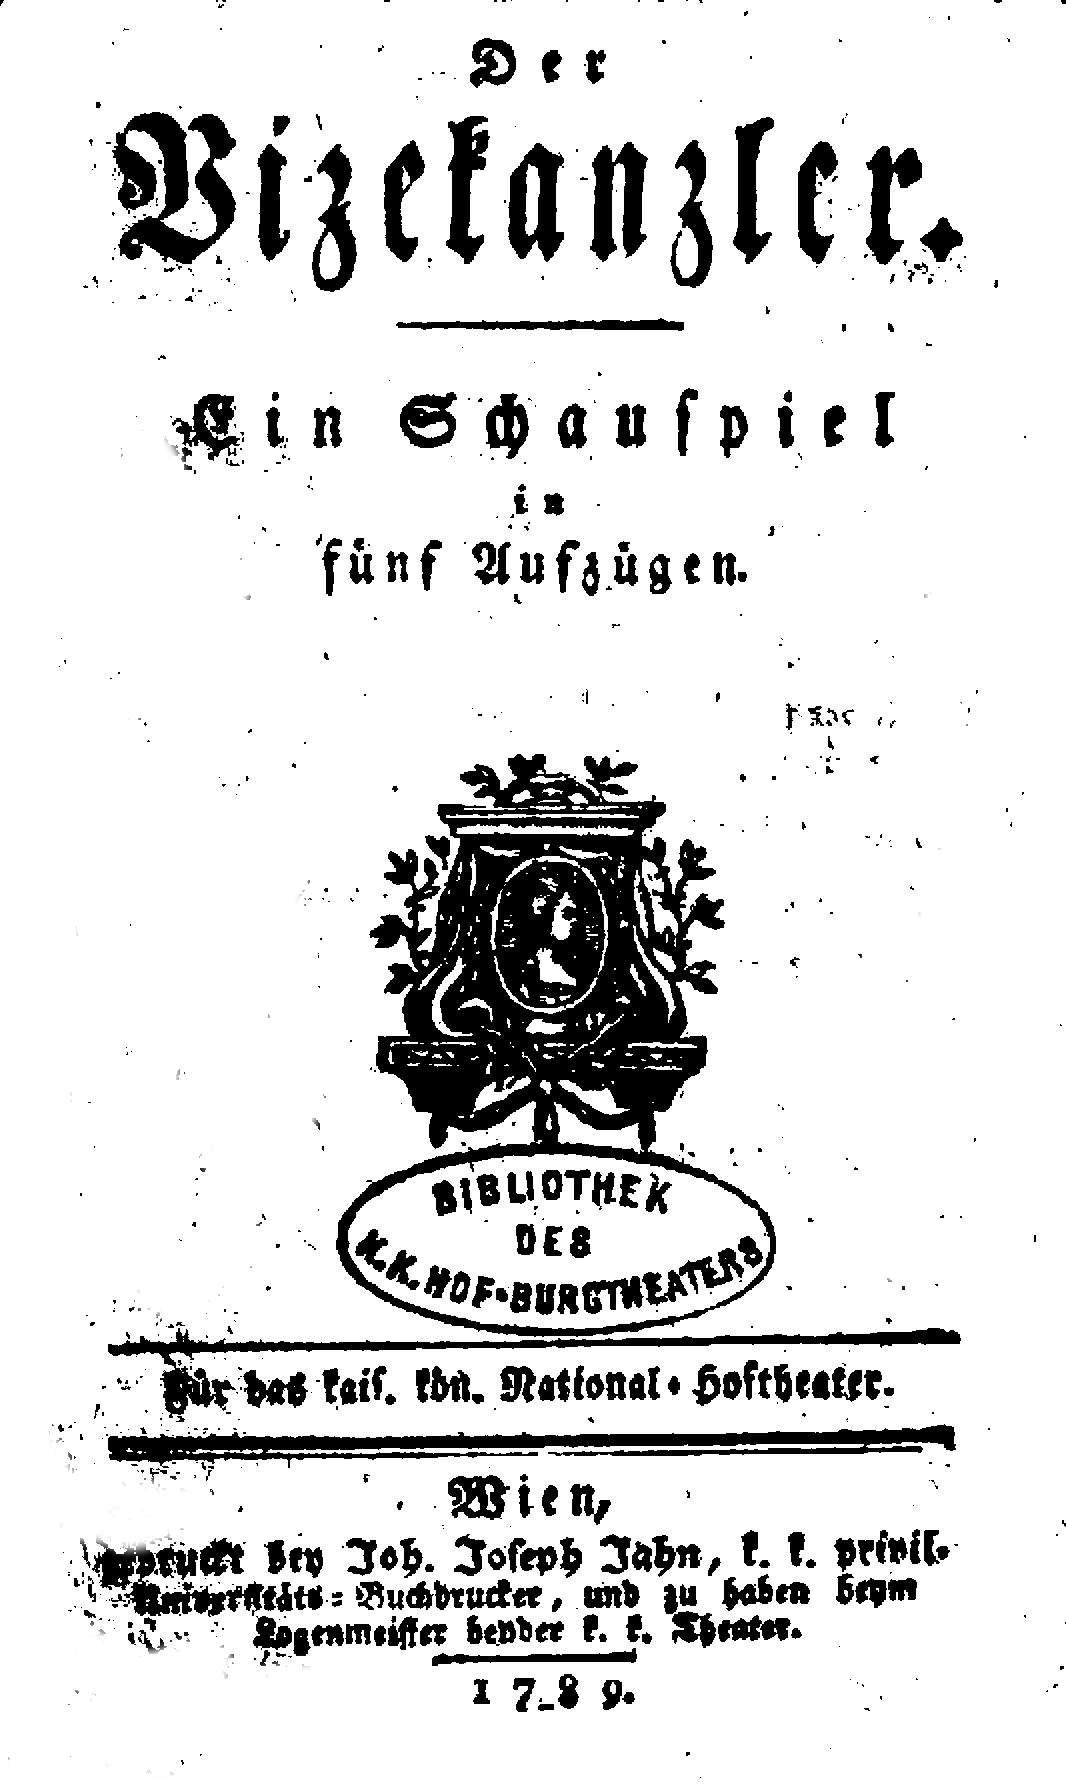 Der
Vizekanzler.
Ein Schauſpiel
in
fünf Aufzügen.
BIBLIOTHEK
DES
K.K. HOF-BURGTHEATERS
Für das kaiſ. kön. National-Hoftheater.
Wien,
gedruckt bey Joh. Joſeph Jahn, k. k. privil.
Univerſitäts-Buchdrucker, und zu haben beym
Logenmeiſter beyder k. k. Theater.
1789.